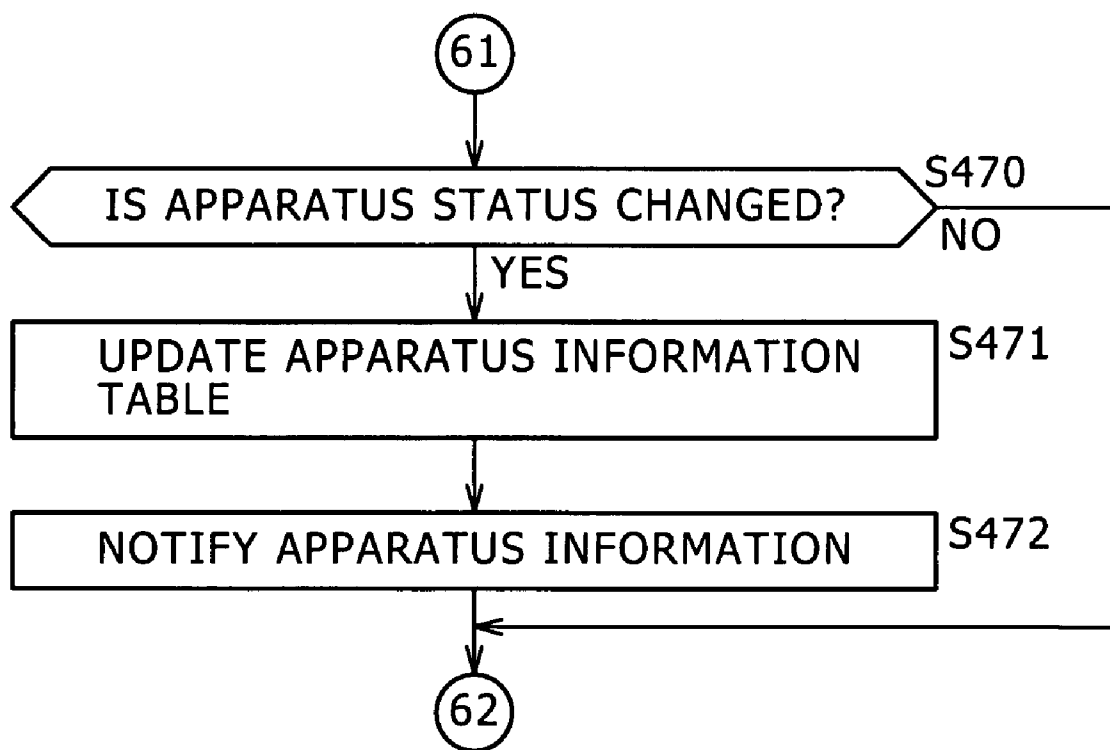 61
IS APPARATUS STATUS CHANGED?
S470
NO
YES
UPDATE APPARATUS INFORMATION
TABLE
S471
NOTIFY APPARATUS INFORMATION
S472
62